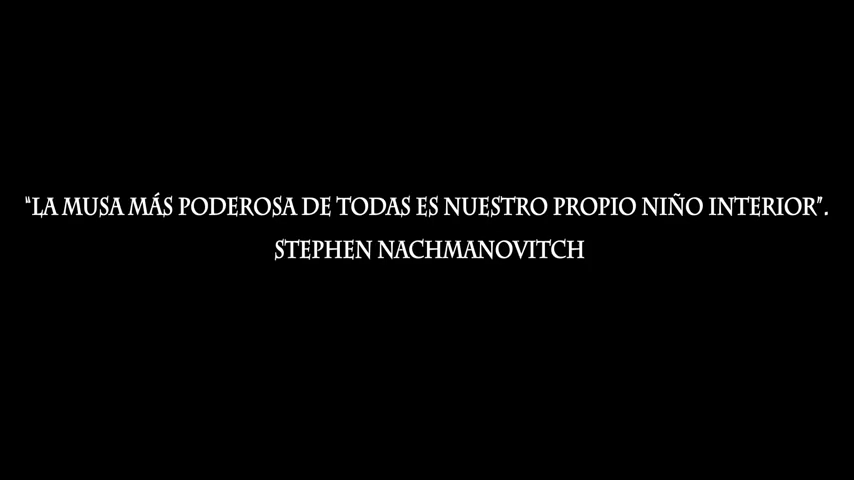 “LA MUSA MÁS PODEROSA DE TODAS ES NUESTRO PROPIO NIÑO INTERIOR”.
STEPHEN NACHMANOVITCH